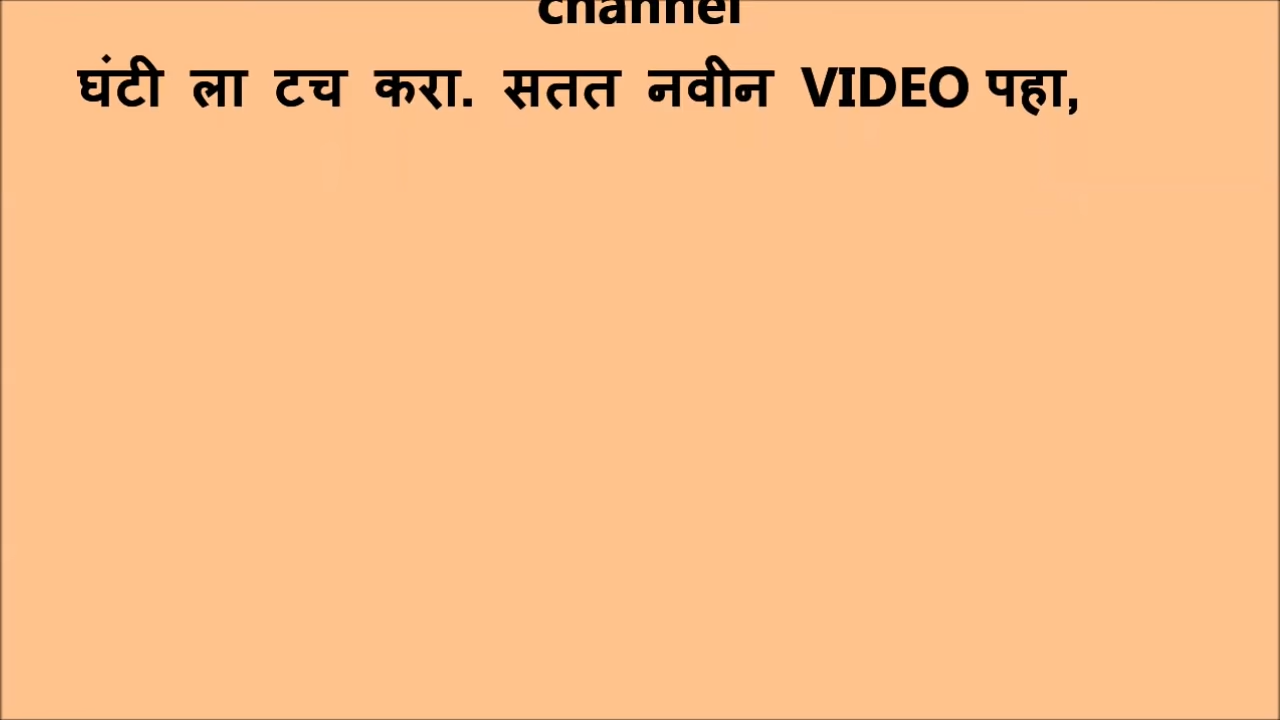 channel
घंटी ला टच करा. सतत नवीन VIDEO पहा,